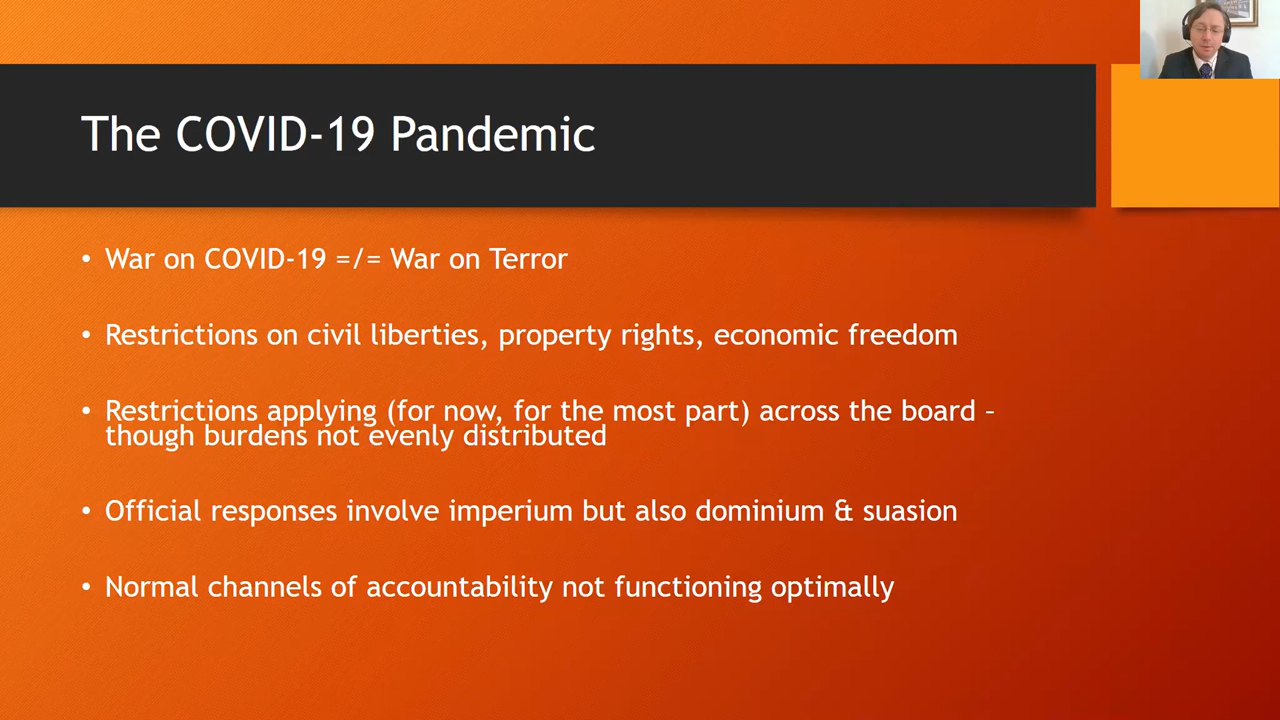 The COVID-19 Pandemic
• War on COVID-19 =/= War on Terror
• Restrictions on civil liberties, property rights, economic freedom
• Restrictions applying (for now, for the most part) across the board –
though burdens not evenly distributed
• Official responses involve imperium but also dominium & suasion
• Normal channels of accountability not functioning optimally